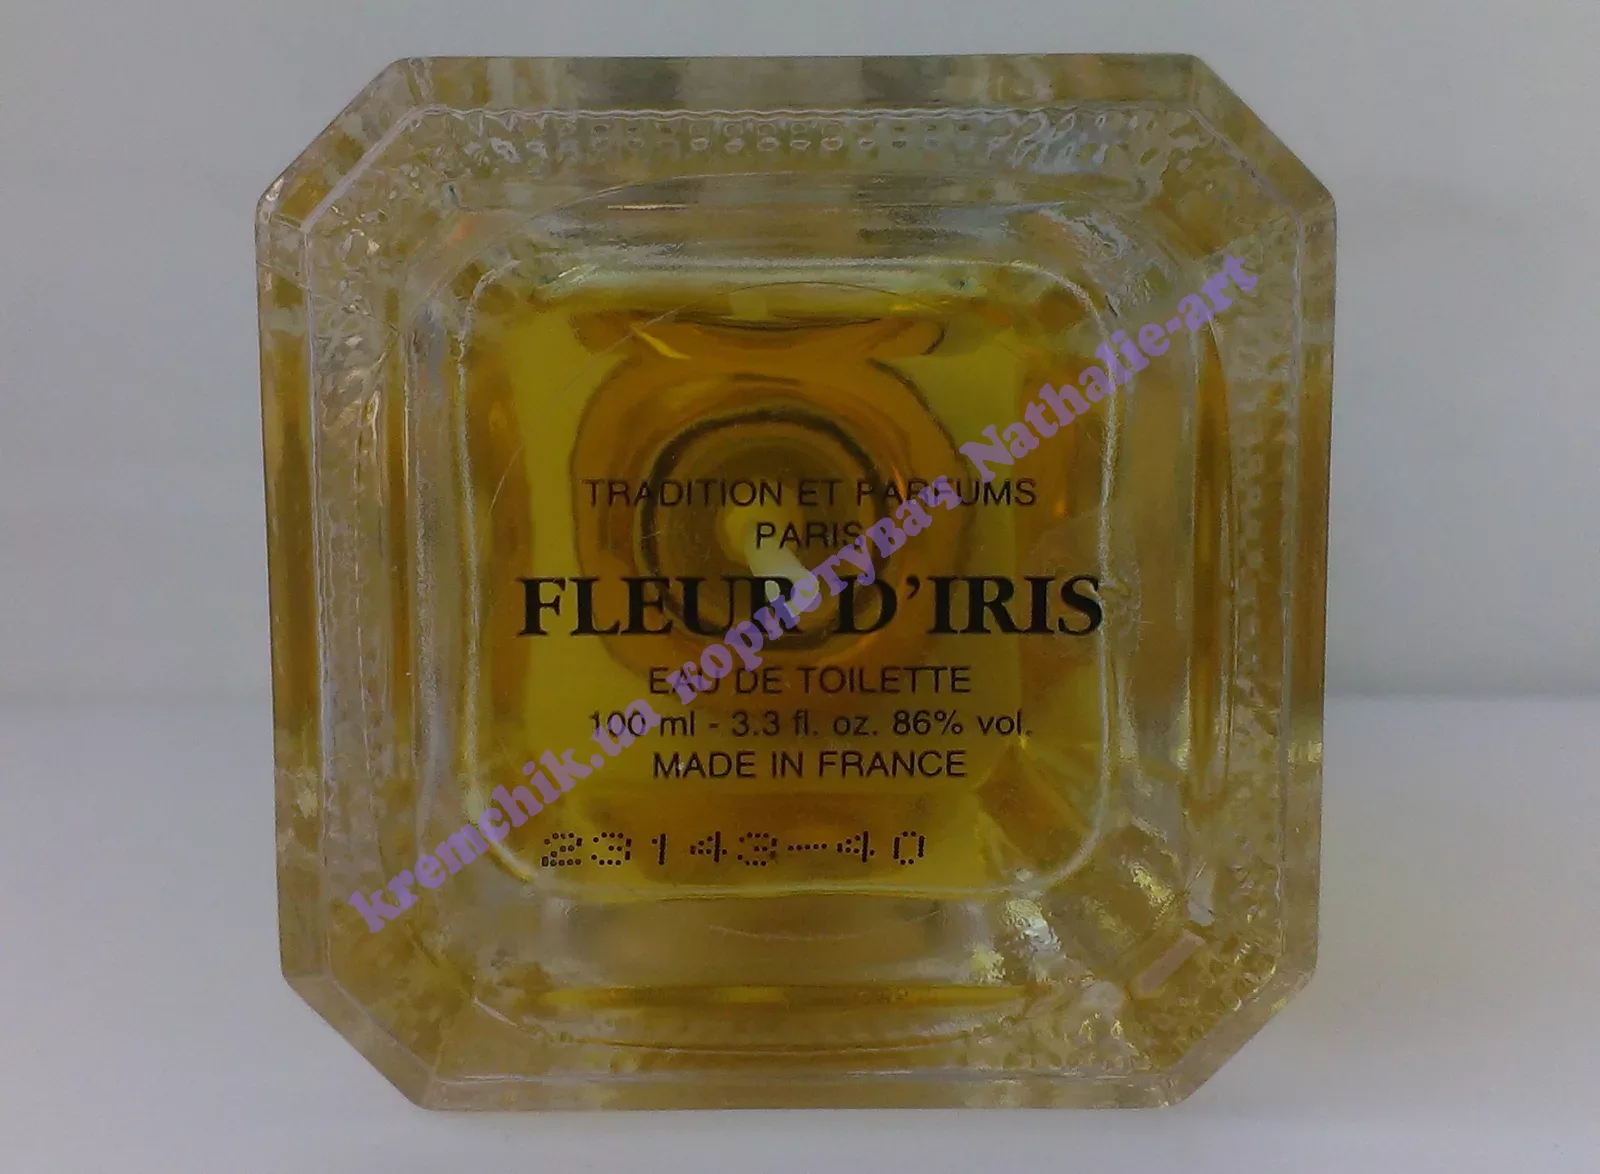 TRADITION ET PARFUMS
PARIS
FLEUR D'IRIS
EAU DE TOILETTE
100 ml - 3.3 fl. oz. 86% vol.
MADE IN FRANCE
23143-40
kremchik.ua користувач Nathalie-art